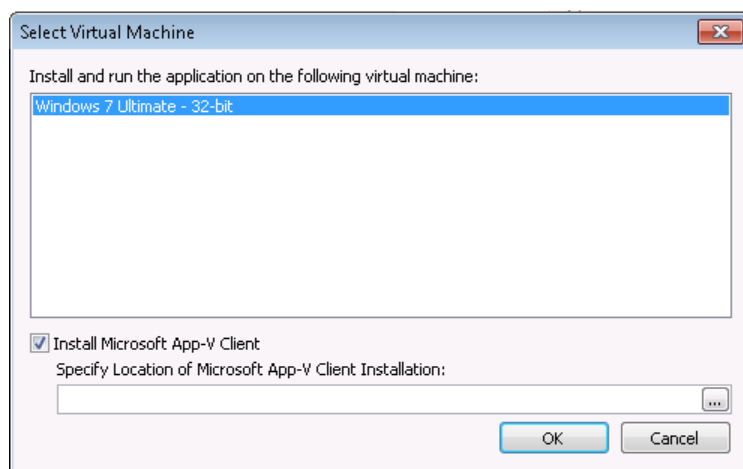 Select Virtual Machine
Install and run the application on the following virtual machine:
Windows 7 Ultimate - 32-bit
Install Microsoft App-V Client
Specify Location of Microsoft App-V Client Installation:
...
OK Cancel